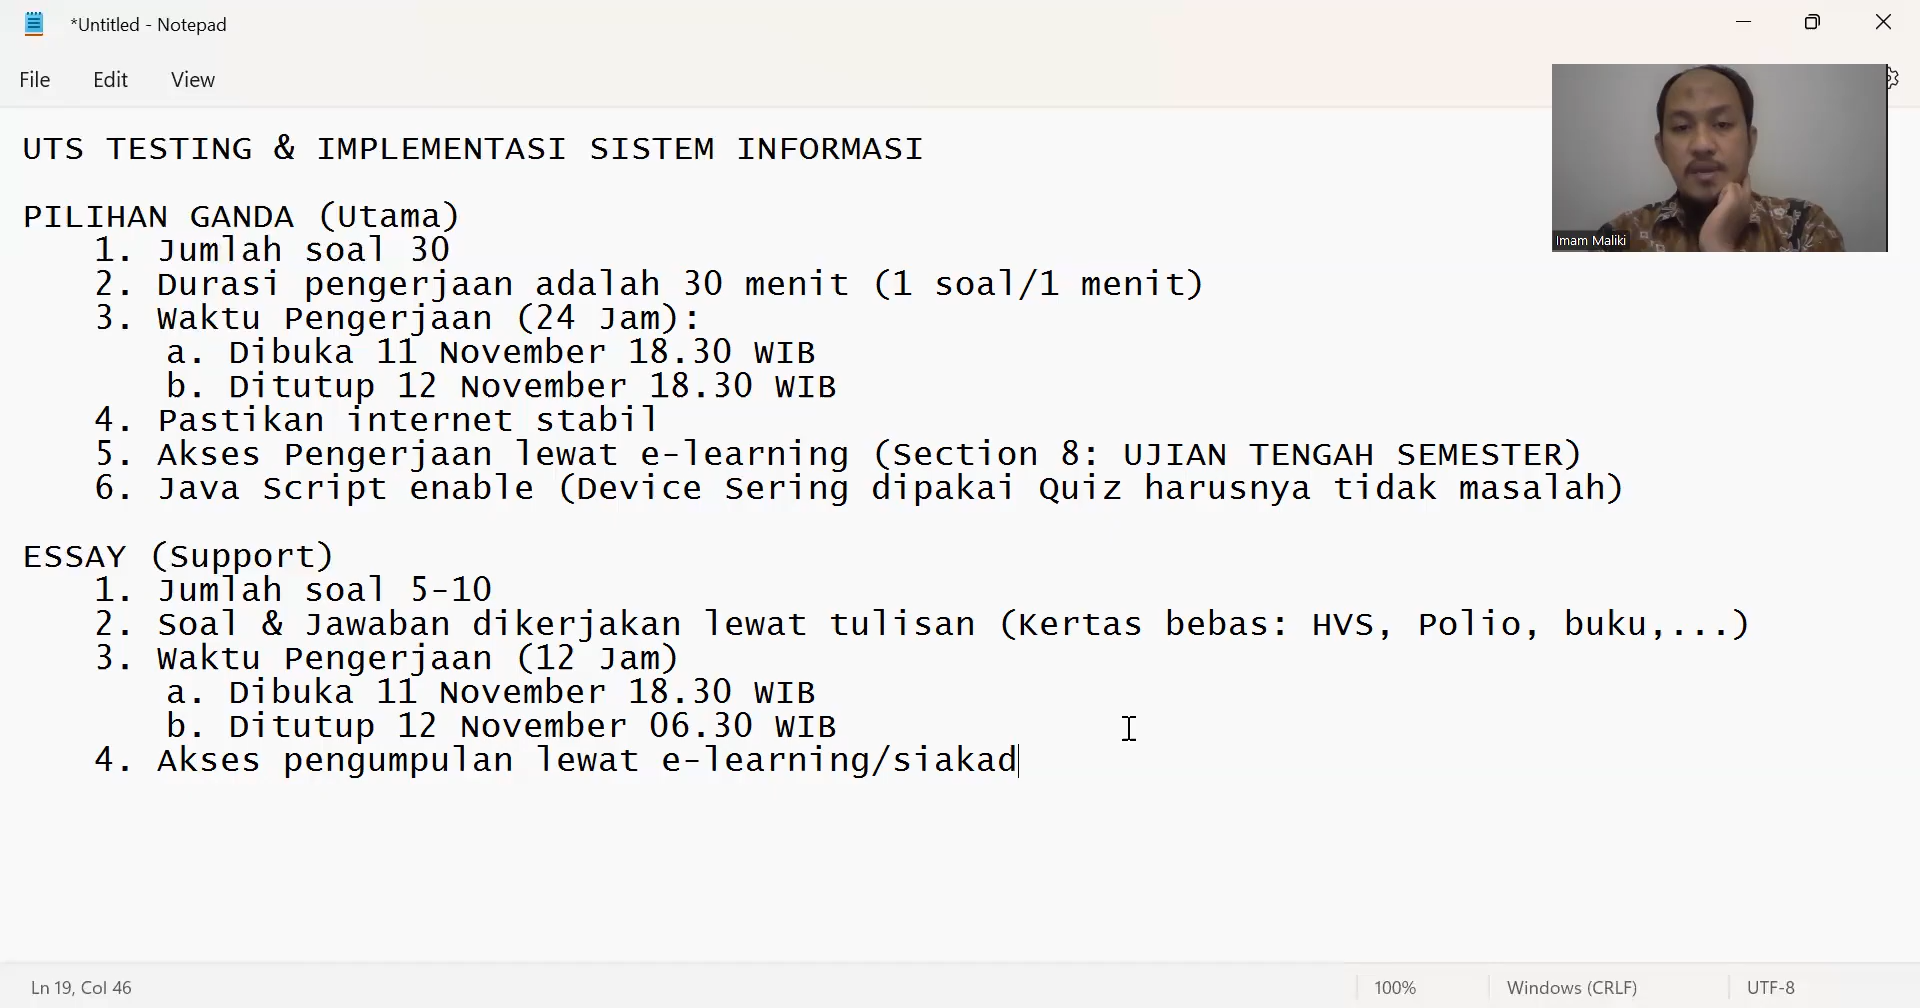 *Untitled - Notepad
File Edit View
UTS TESTING & IMPLEMENTASI SISTEM INFORMASI
PILIHAN GANDA (Utama)
1. Jumlah soal 30
2. Durasi pengerjaan adalah 30 menit (1 soal/1 menit)
3. Waktu Pengerjaan (24 Jam):
a. Dibuka 11 November 18.30 WIB
b. Ditutup 12 November 18.30 WIB
4. Pastikan internet stabil
5. Akses Pengerjaan lewat e-learning (Section 8: UJIAN TENGAH SEMESTER)
6. Java Script enable (Device Sering dipakai Quiz harusnya tidak masalah)
ESSAY (Support)
1. Jumlah soal 5-10
2. Soal & Jawaban dikerjakan lewat tulisan (Kertas bebas: HVS, Polio, buku,...)
3. Waktu Pengerjaan (12 Jam)
a. Dibuka 11 November 18.30 WIB
b. Ditutup 12 November 06.30 WIB
4. Akses pengumpulan lewat e-learning/siakad
Imam Maliki
Ln 19, Col 46 100% Windows (CRLF) UTF-8